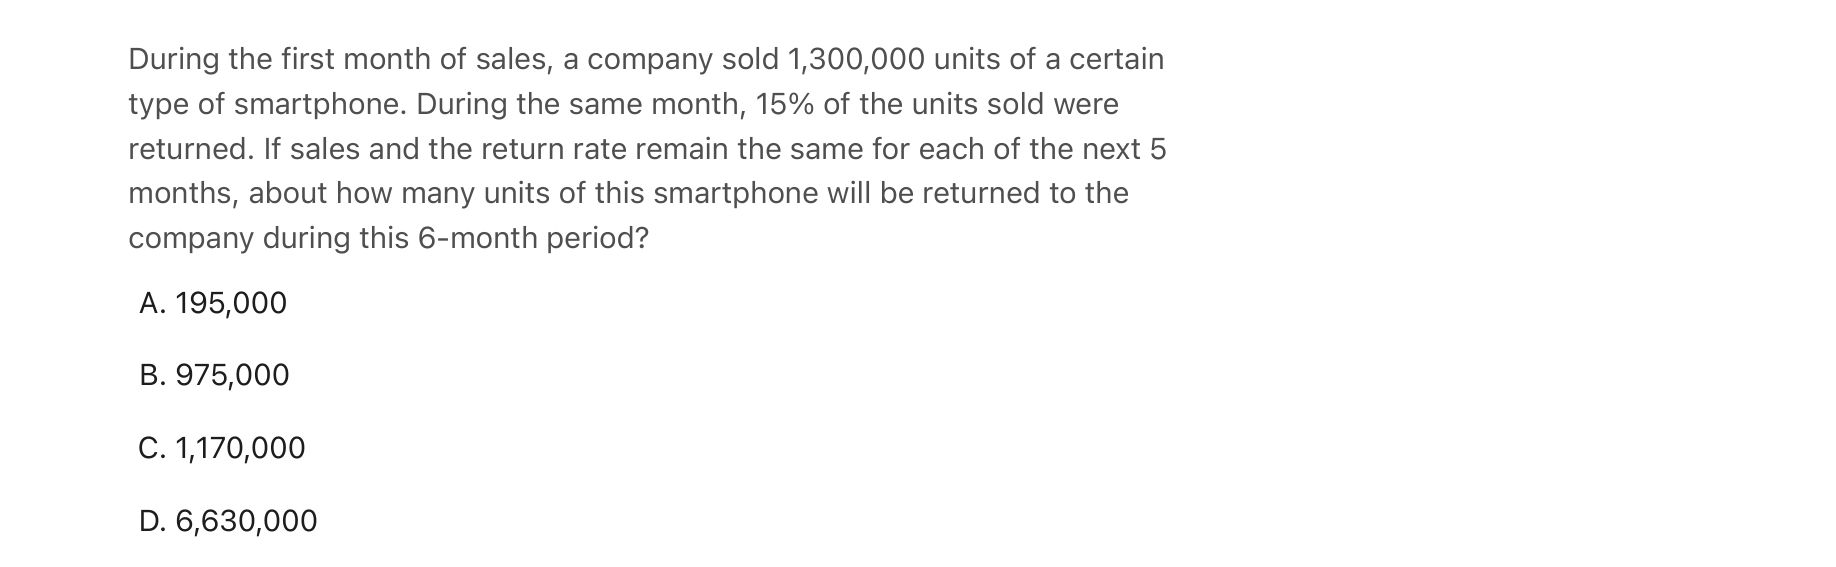 During the first month of sales, a company sold 1,300,000 units of a certain
type of smartphone. During the same month, 15% of the units sold were
returned. If sales and the return rate remain the same for each of the next 5
months, about how many units of this smartphone will be returned to the
company during this 6-month period?
A. 195,000
B. 975,000
C. 1,170,000
D. 6,630,000